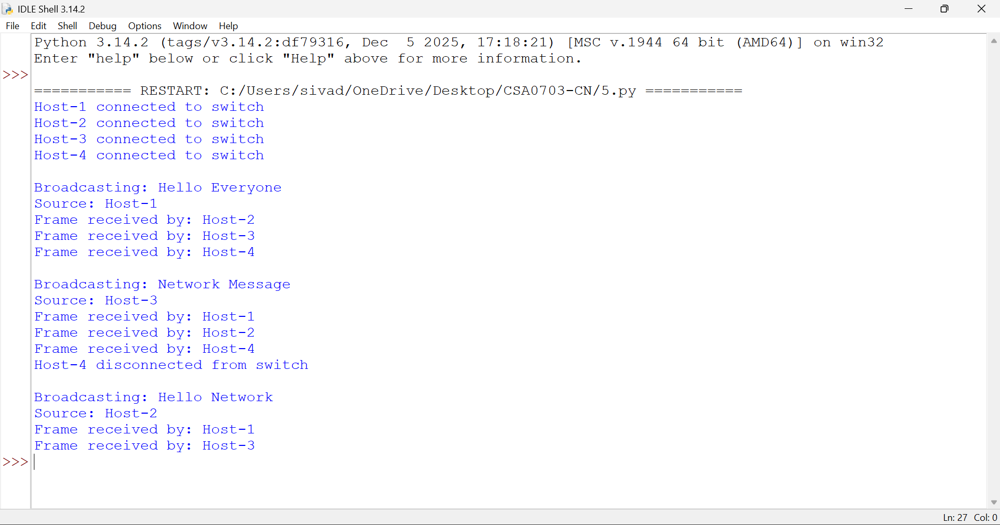 IDLE Shell 3.14.2
File Edit Shell Debug Options Window Help
Python 3.14.2 (tags/v3.14.2:df79316, Dec  5 2025, 17:18:21) [MSC v.1944 64 bit (AMD64)] on win32
Enter "help" below or click "Help" above for more information.
>>>
=========== RESTART: C:/Users/sivad/OneDrive/Desktop/CSA0703-CN/5.py ===========
Host-1 connected to switch
Host-2 connected to switch
Host-3 connected to switch
Host-4 connected to switch
Broadcasting: Hello Everyone
Source: Host-1
Frame received by: Host-2
Frame received by: Host-3
Frame received by: Host-4
Broadcasting: Network Message
Source: Host-3
Frame received by: Host-1
Frame received by: Host-2
Frame received by: Host-4
Host-4 disconnected from switch
Broadcasting: Hello Network
Source: Host-2
Frame received by: Host-1
Frame received by: Host-3
>>>
Ln: 27 Col: 0